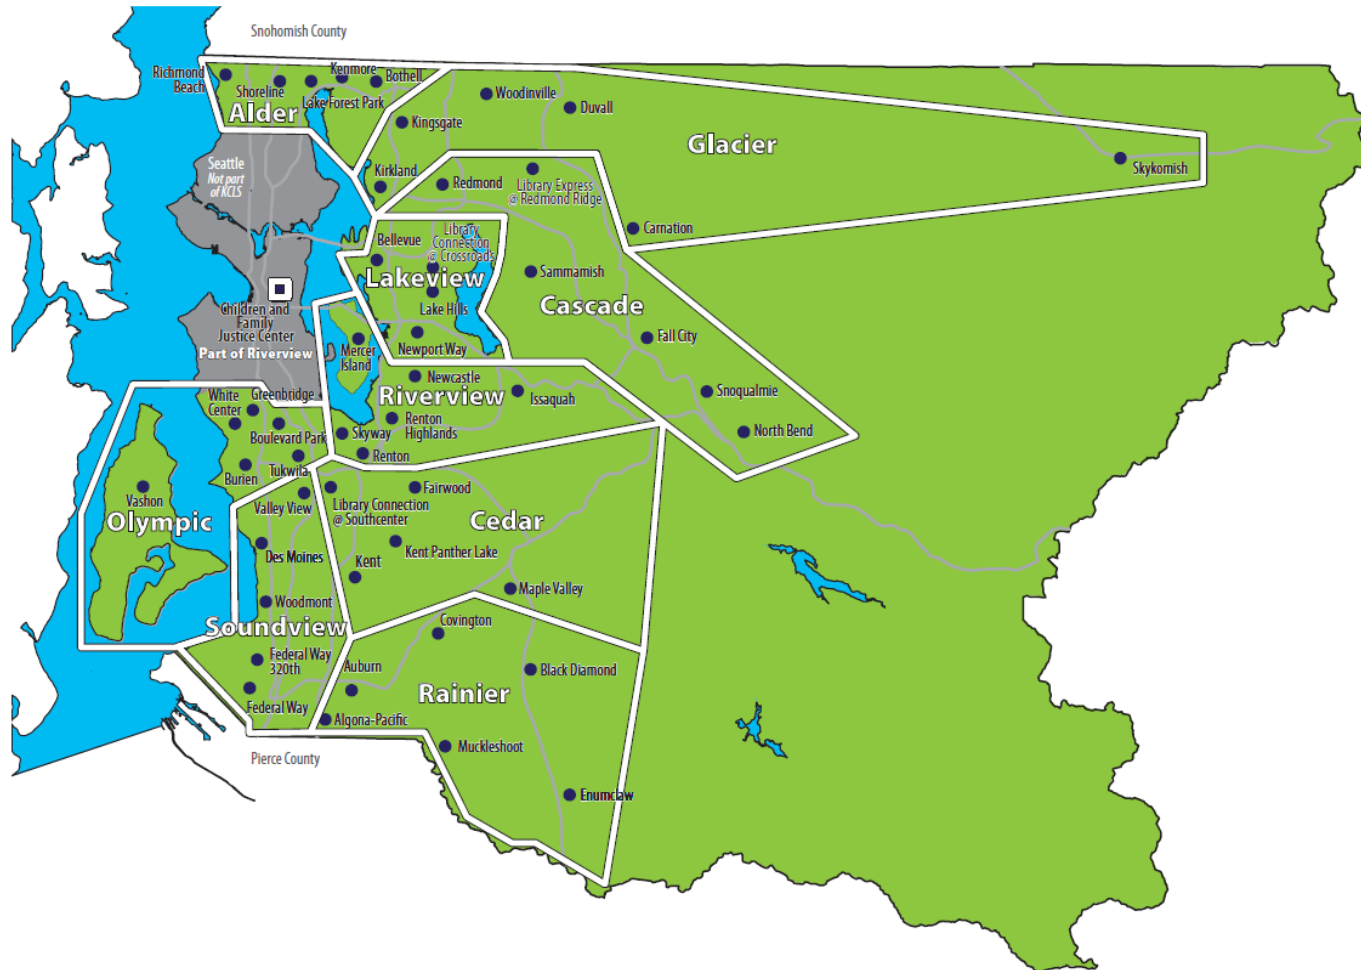 Snohomish County
Richmond
Beach
Shoreline
Kenmore
Lake Forest Park
Bothell
Alder
Woodinville
Duvall
Kingsgate
Glacier
Skykomish
Seattle
Not part
of KCLS
Kirkland
Redmond
Library Express
@ Redmond Ridge
Carnation
Bellevue
Library
Connection
@ Crossroads
Lakeview
Lake Hills
Sammamish
Cascade
Fall City
Children and
Family
Justice Center
Part of Riverview
Mercer
Island
Newport Way
Newcastle
Riverview
Issaquah
Snoqualmie
North Bend
White
Center
Greenbridge
Boulevard Park
Skyway
Renton
Highlands
Renton
Burien
Tukwila
Vashon
Olympic
Valley View
Library Connection
@ Southcenter
Fairwood
Cedar
Des Moines
Kent Panther Lake
Kent
Maple Valley
Woodmont
Soundview
Covington
Federal Way
320th
Auburn
Black Diamond
Rainier
Federal Way
Algona-Pacific
Muckleshoot
Pierce County
Enumclaw